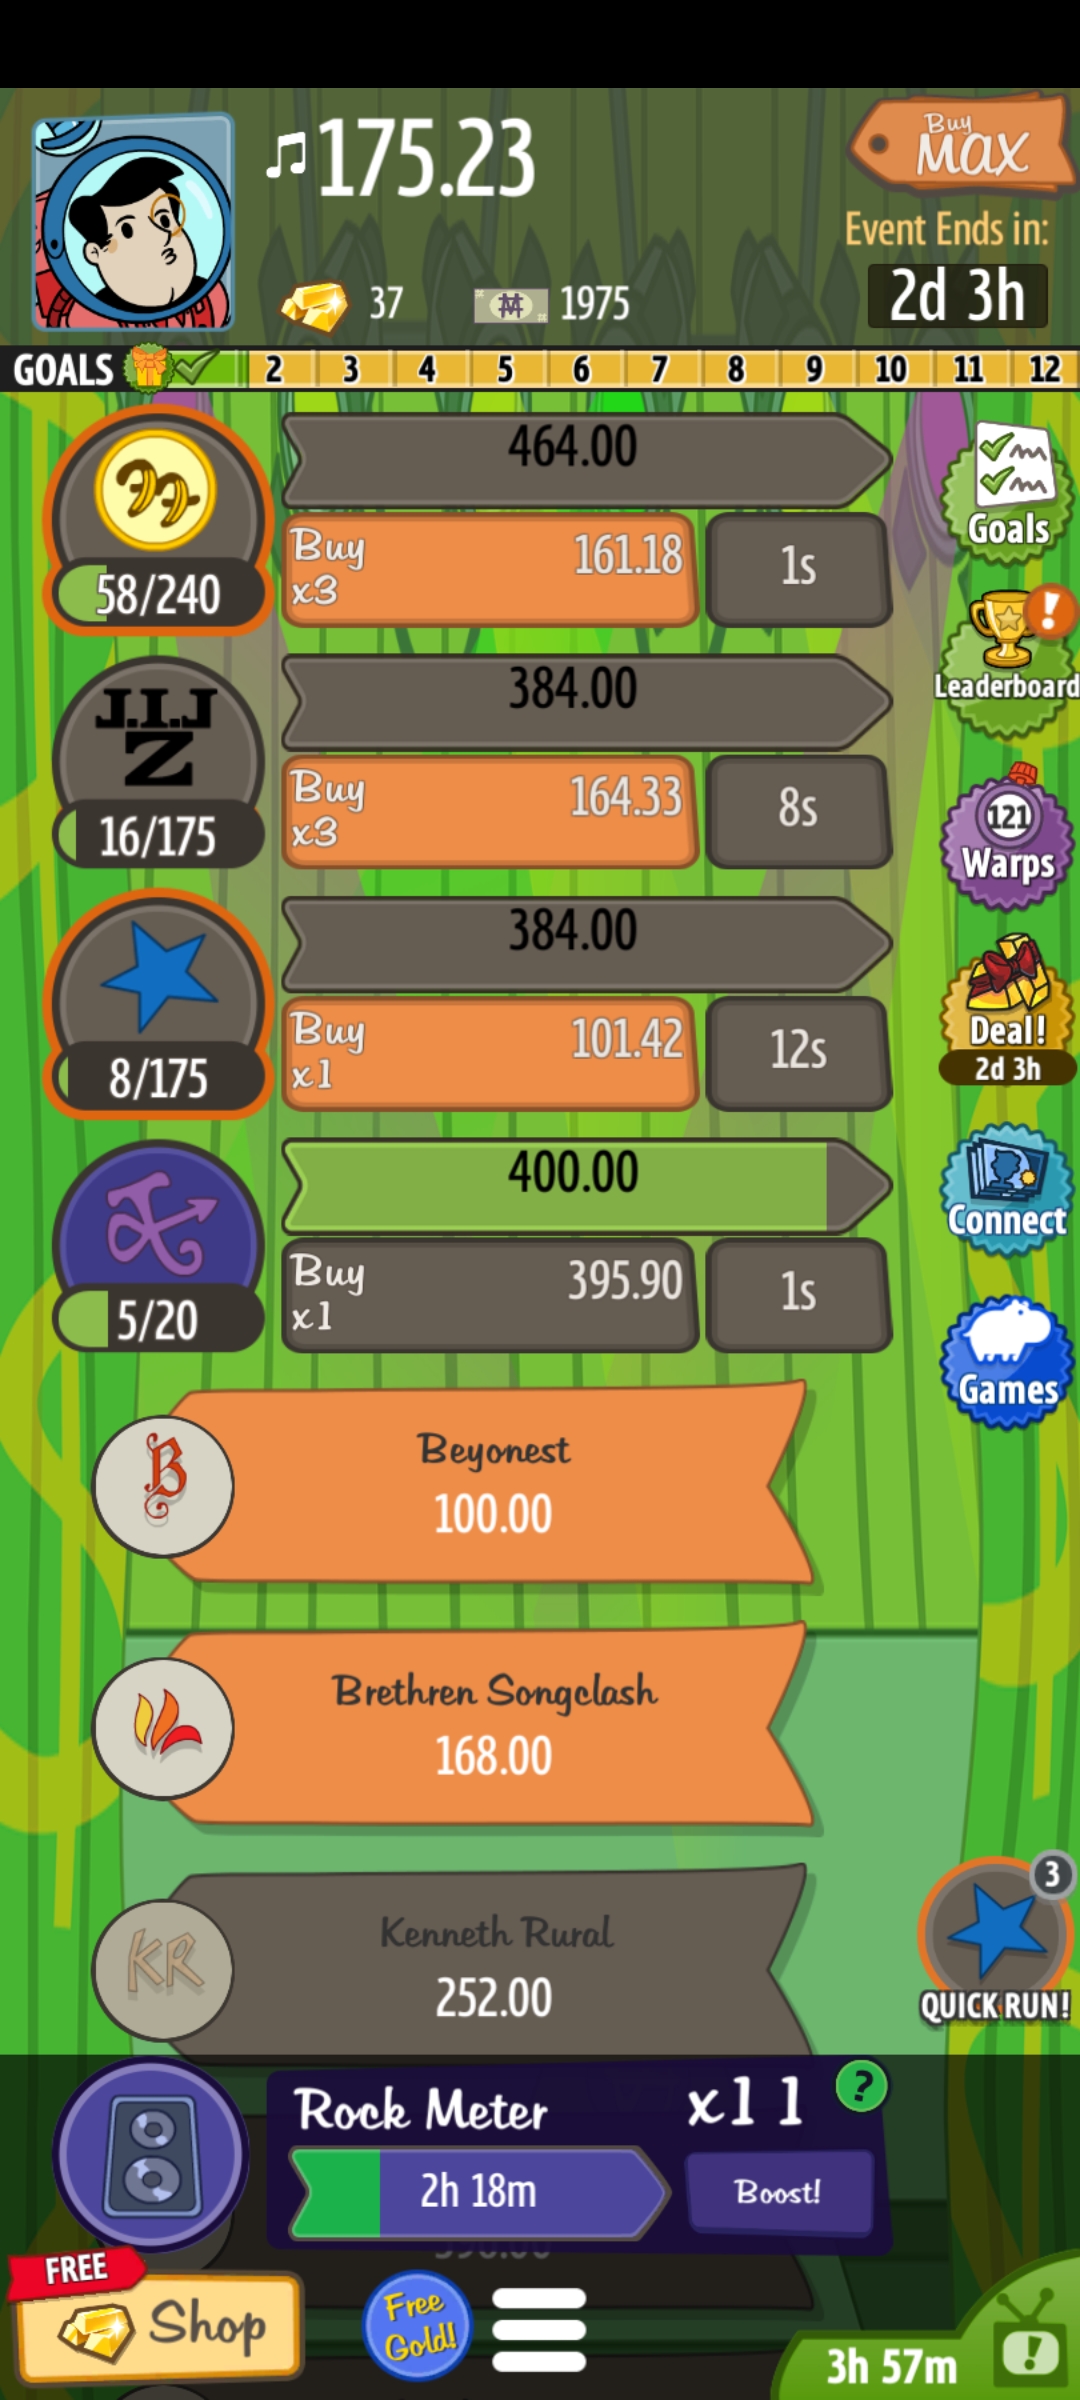 175.23
Buy
MAX
Event Ends in:
2d 3h
37
1975
GOALS 2 3 4 5 6 7 8 9 10 11 12
464.00
Buy
x3
161.18
1s
58/240
Goals
J.I.J
Z
384.00
Buy
x3
164.33
8s
16/175
!
Leaderboard
121
Warps
384.00
Buy
x1
101.42
12s
8/175
Deal!
2d 3h
400.00
Buy
x1
395.90
1s
5/20
Connect
Games
B
Beyonest
100.00
Brethren Songclash
168.00
KR
Kenneth Rural
252.00
3
QUICK RUN!
Rock Meter
x11
?
2h 18m
Boost!
FREE
Shop
Free
Gold!
3h 57m
!